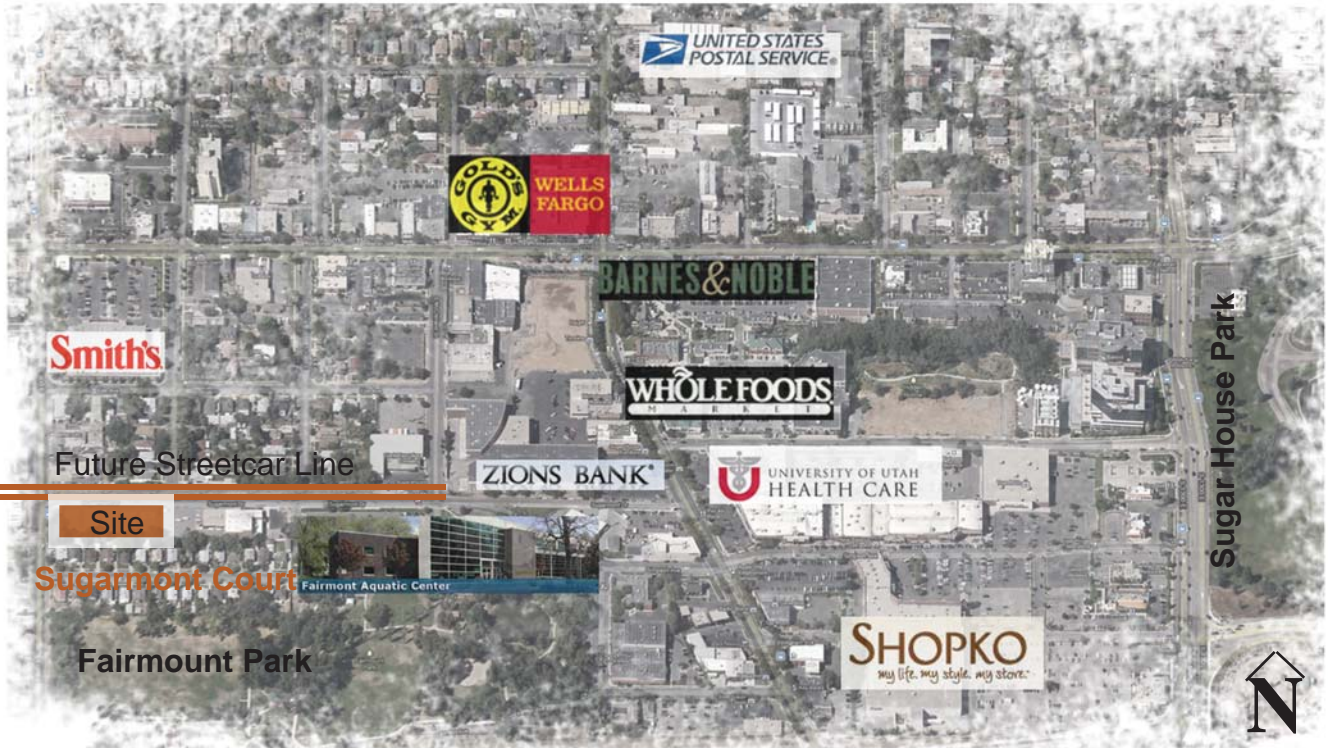 UNITED STATES
POSTAL SERVICE®
GOLD'S
GYM
WELLS
FARGO
BARNES&NOBLE
Smith's
WHOLE FOODS
MARKET
Future Streetcar Line
ZIONS BANK®
UNIVERSITY OF UTAH
HEALTH CARE
Sugar House Park
Site
Sugarmont Court
Fairmont Aquatic Center
Fairmount Park
SHOPKO
my life. my style. my store.
N